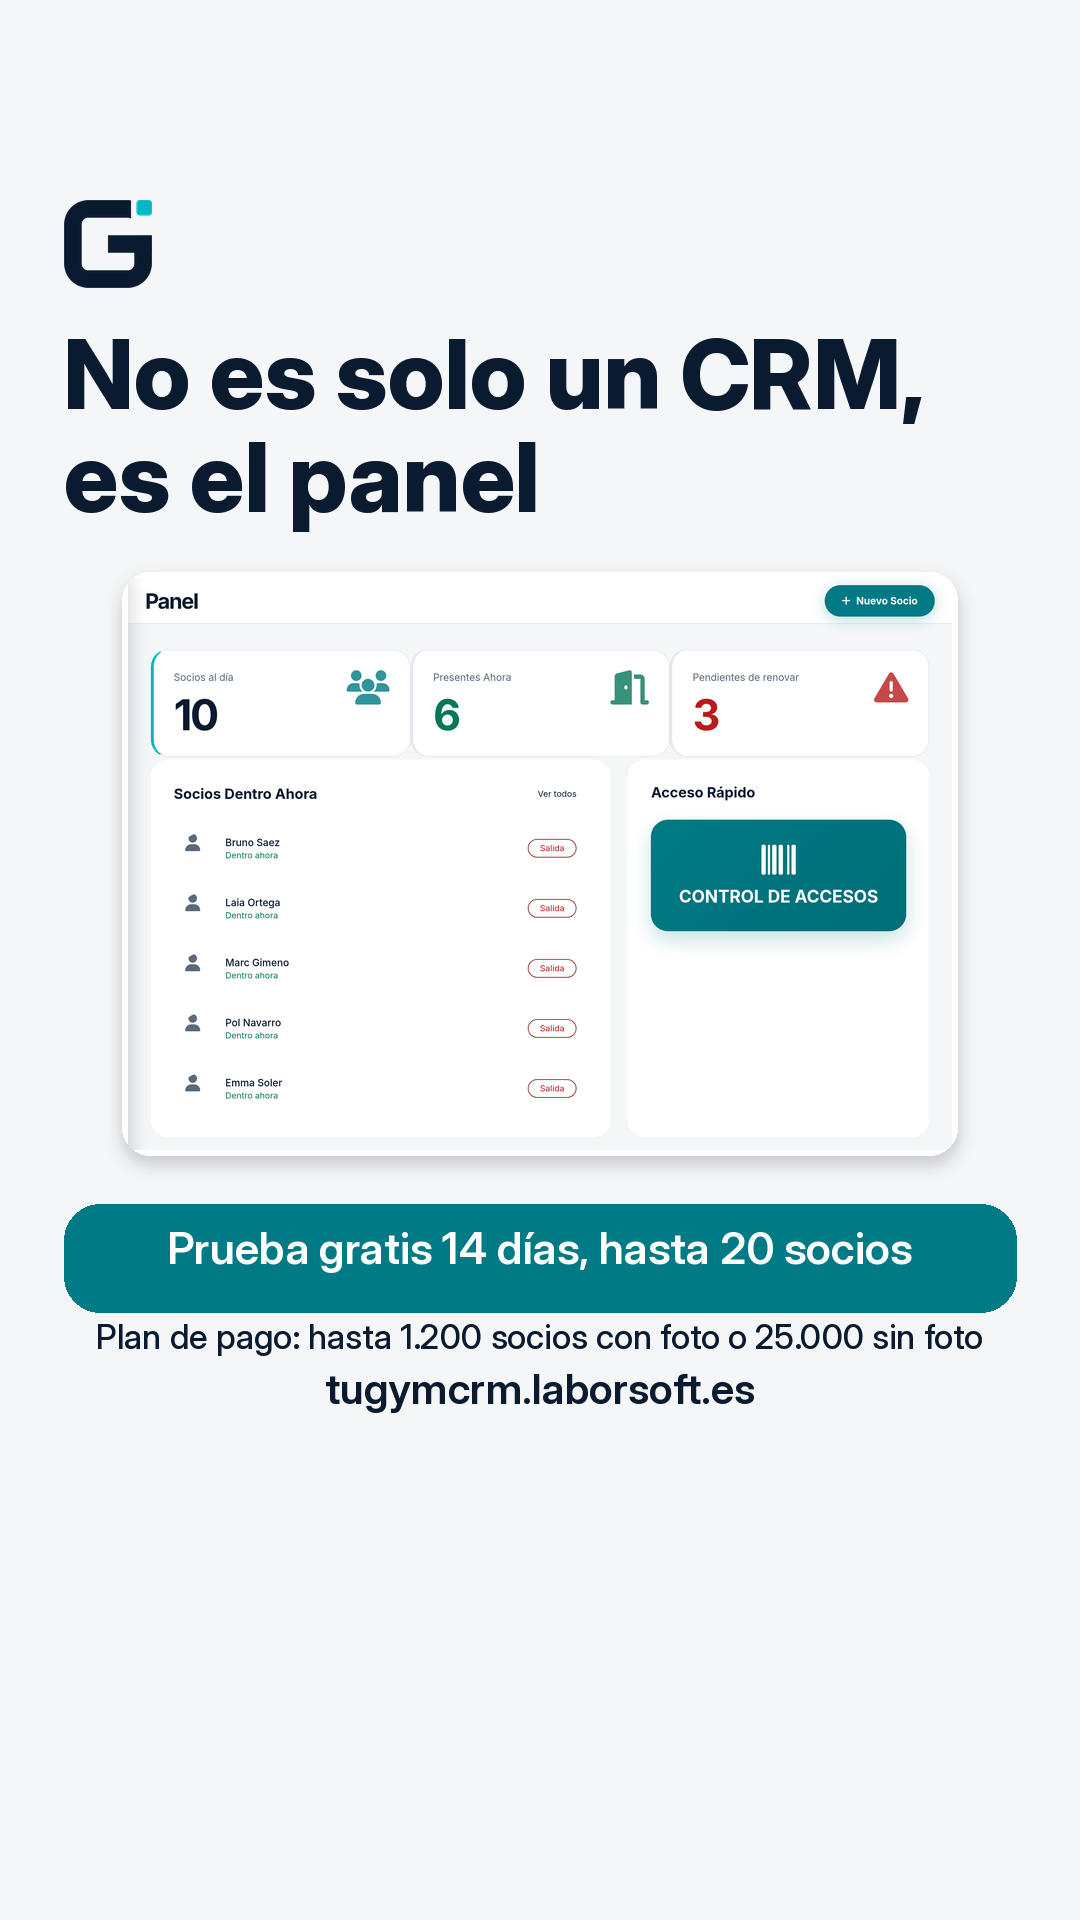 G
No es solo un CRM,
es el panel
Panel
+ Nuevo Socio
Socios al día
10
Presentes Ahora
6
Pendientes de renovar
3
Socios Dentro Ahora
Ver todos
Bruno Saez
Dentro ahora
Salida
Laia Ortega
Dentro ahora
Salida
Marc Gimeno
Dentro ahora
Salida
Pol Navarro
Dentro ahora
Salida
Emma Soler
Dentro ahora
Salida
Acceso Rápido
CONTROL DE ACCESOS
Prueba gratis 14 días, hasta 20 socios
Plan de pago: hasta 1.200 socios con foto o 25.000 sin foto
tugymcrm.laborsoft.es